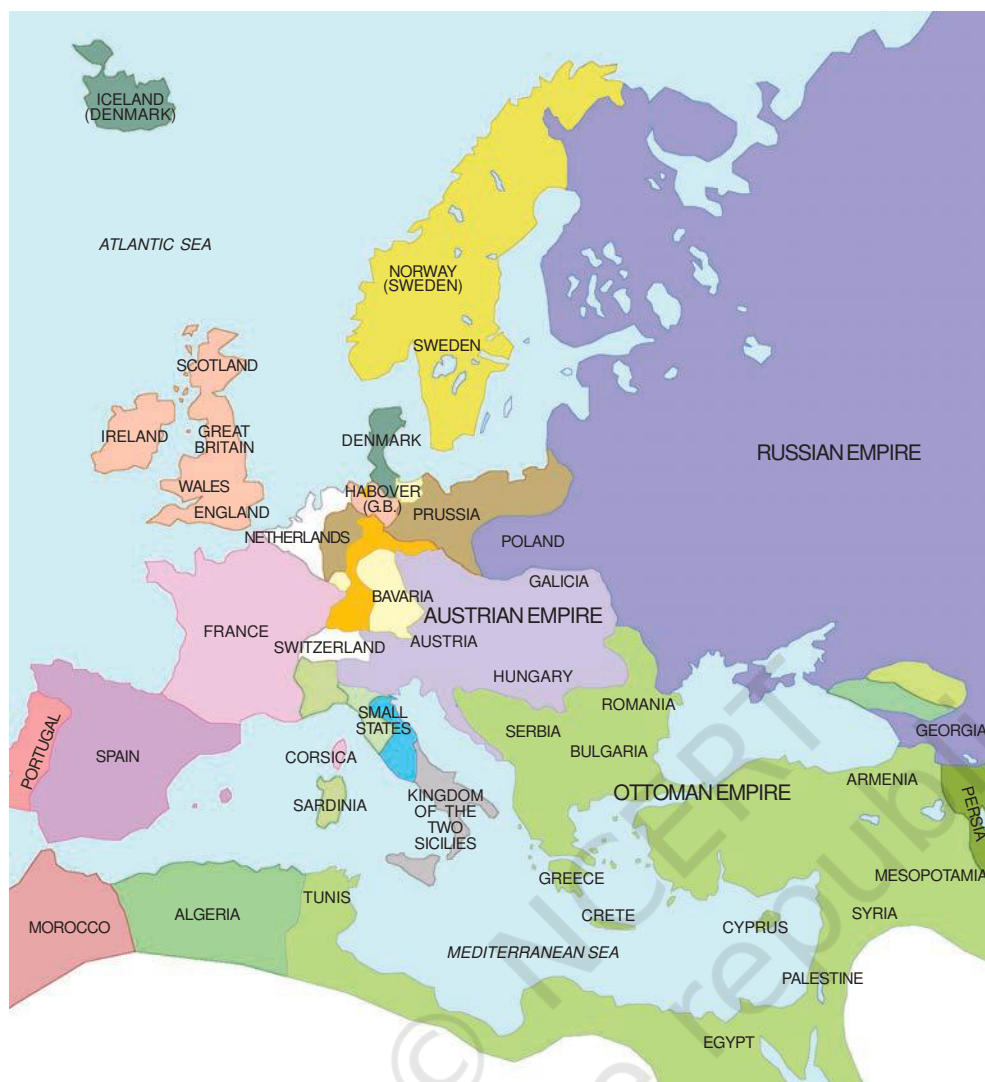 ICELAND
(DENMARK)
ATLANTIC SEA
NORWAY
(SWEDEN)
SWEDEN
SCOTLAND
IRELAND
GREAT
BRITAIN
DENMARK
RUSSIAN EMPIRE
WALES
HABOVER
(G.B.)
ENGLAND
PRUSSIA
NETHERLANDS
POLAND
GALICIA
BAVARIA
AUSTRIAN EMPIRE
FRANCE
AUSTRIA
SWITZERLAND
HUNGARY
ROMANIA
SMALL
STATES
PORTUGAL
SPAIN
SERBIA
GEORGIA
BULGARIA
CORSICA
ARMENIA
OTTOMAN EMPIRE
PERSIA
SARDINIA
KINGDOM
OF THE
TWO
SICILIES
MESOPOTAMIA
GREECE
TUNIS
ALGERIA
CRETE
SYRIA
MOROCCO
CYPRUS
MEDITERRANEAN SEA
PALESTINE
EGYPT
© NCERT
republ